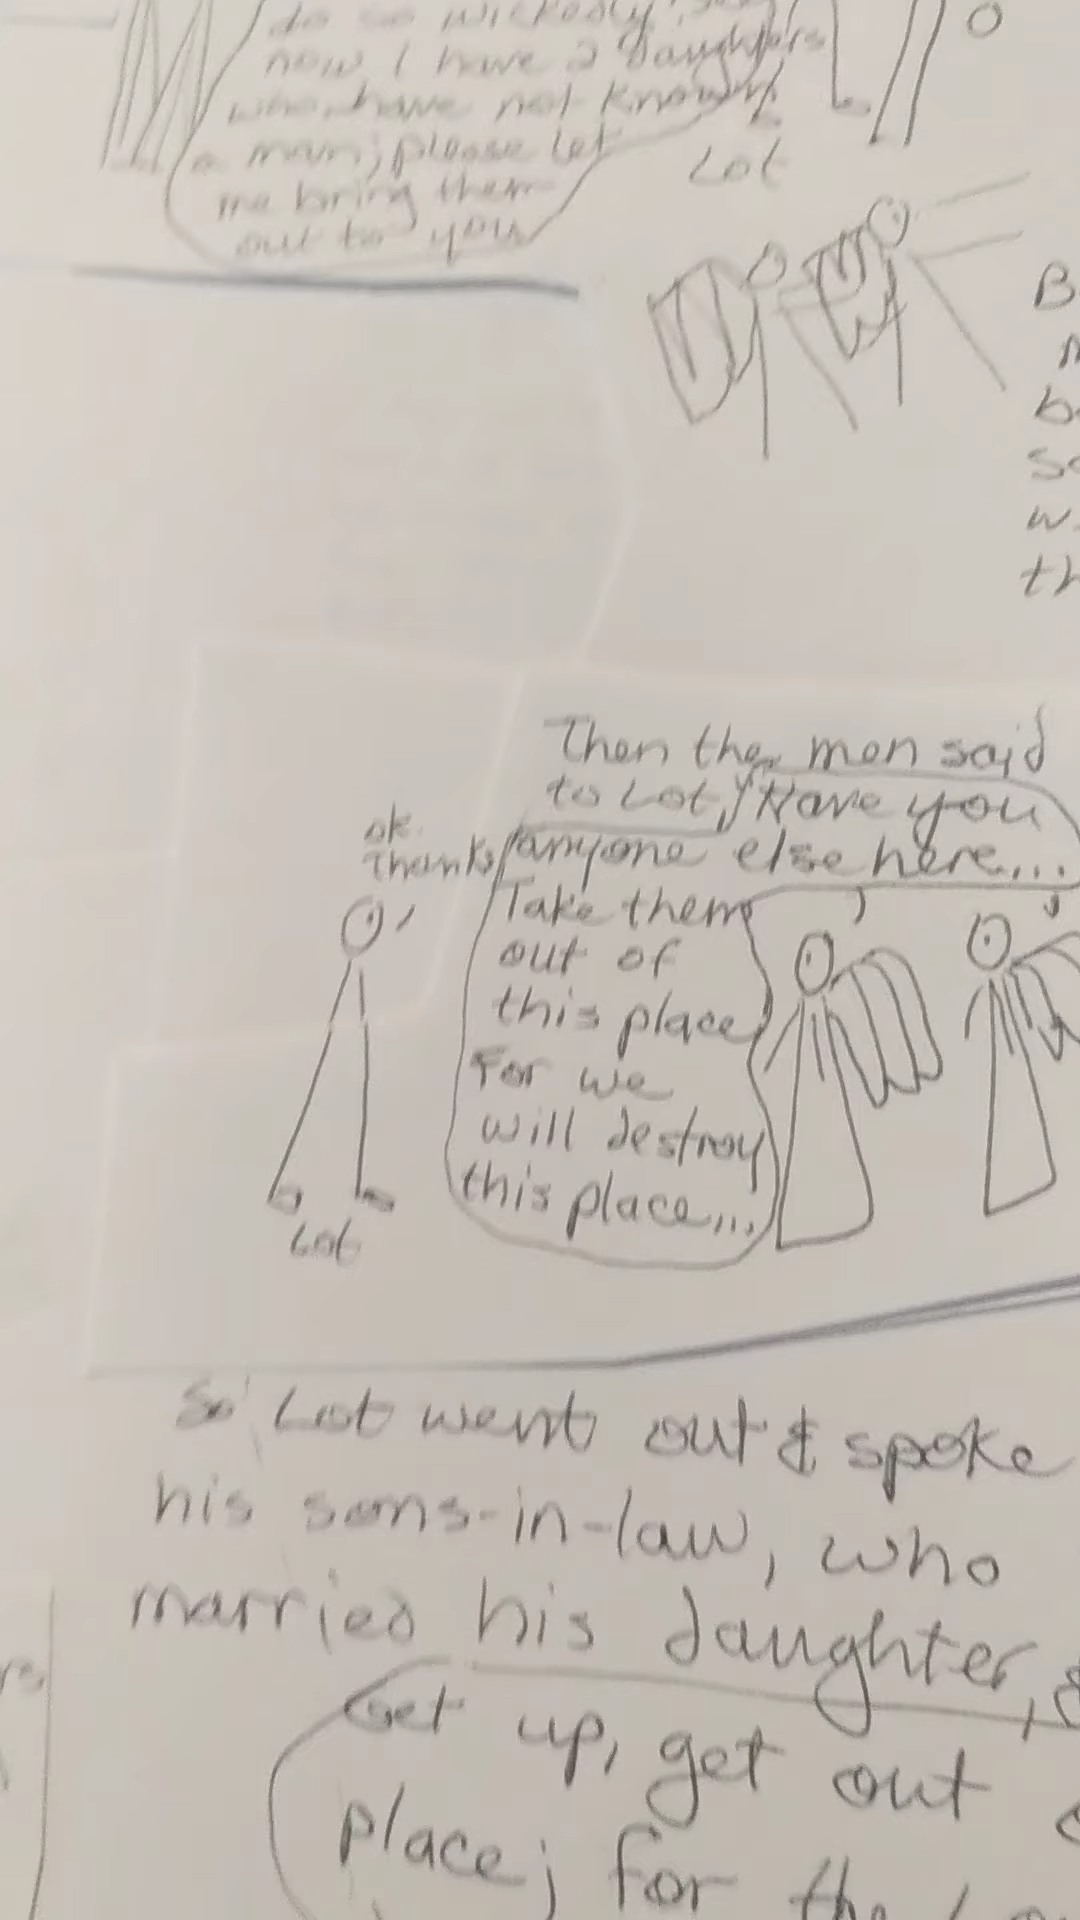 do so wickedly,
now I have 2 daughters
who have not known
a man; please let
me bring them
out to you
Lot
Then the men said
to Lot, "Have you
anyone else here...
Take them
out of
this place
For we
will destroy
this place...
ok.
Thanks
Lot
So Lot went out & spoke
his sons-in-law, who
married his daughter,
Get up, get out
place; for the